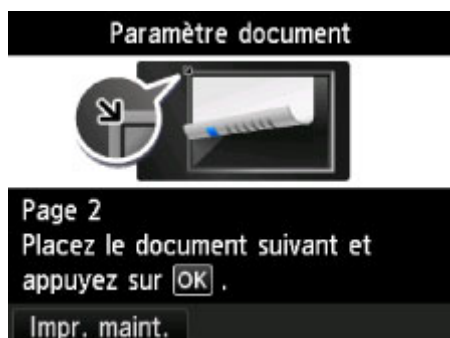 Paramètre document
Page 2
Placez le document suivant et
appuyez sur OK .
Impr. maint.